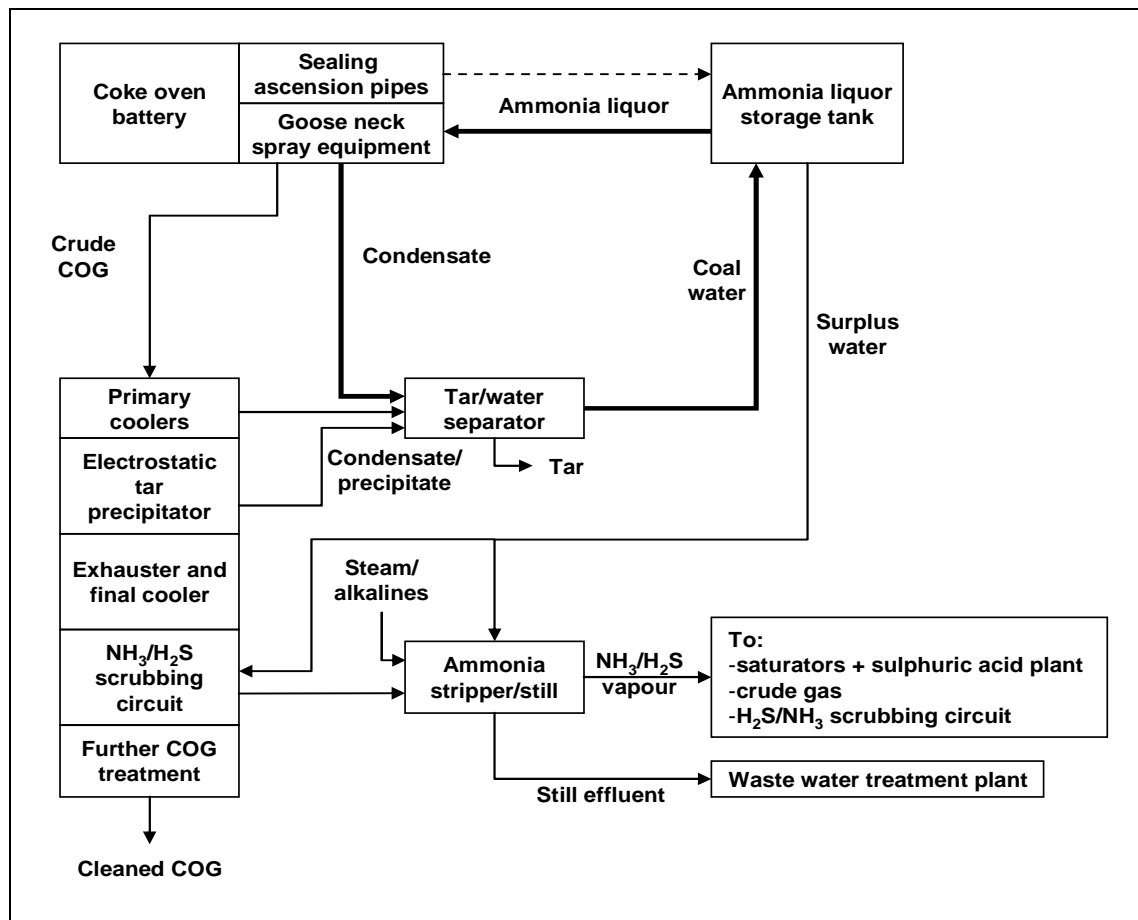 Coke oven
battery
Sealing
ascension pipes
Goose neck
spray equipment
Ammonia liquor
Ammonia liquor
storage tank
Crude
COG
Condensate
Coal
water
Surplus
water
Primary
coolers
Tar/water
separator
Electrostatic
tar
precipitator
Condensate/
precipitate
Tar
Exhauster and
final cooler
Steam/
alkalines
NH₃/H₂S
scrubbing
circuit
Ammonia
stripper/still
NH₃/H₂S
vapour
To:
-saturators + sulphuric acid plant
-crude gas
-H₂S/NH₃ scrubbing circuit
Further COG
treatment
Still effluent
Waste water treatment plant
Cleaned COG